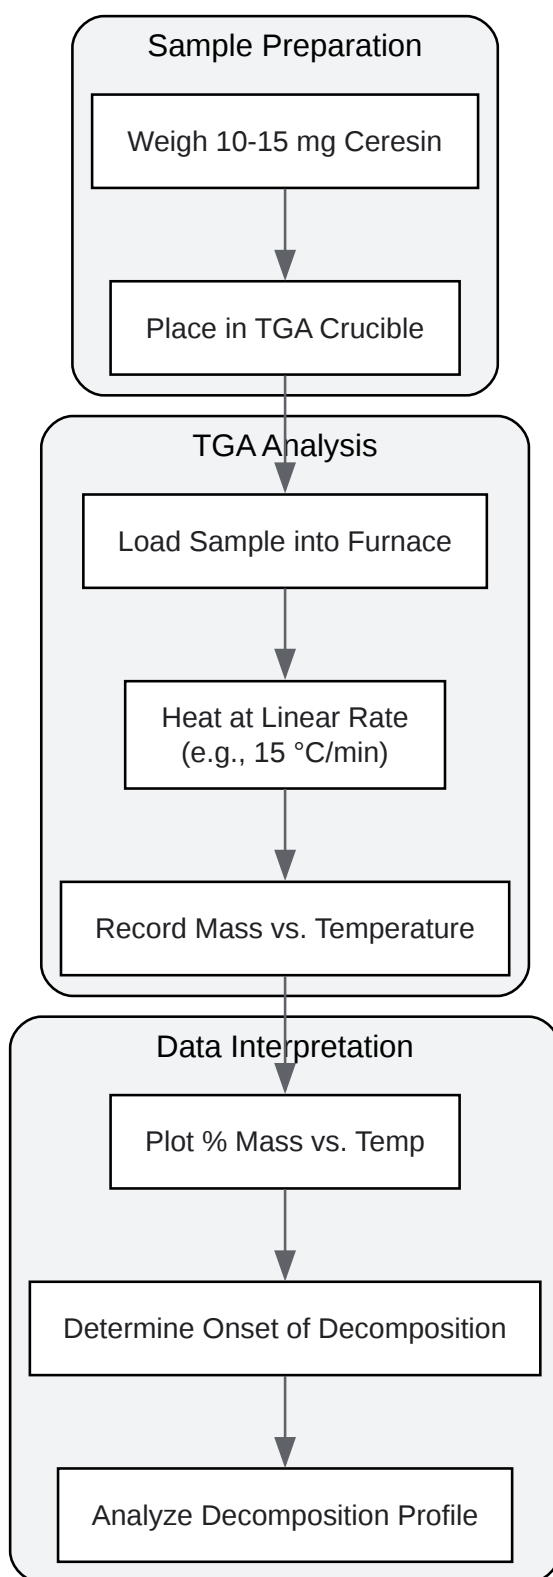 Sample Preparation
Weigh 10-15 mg Ceresin
Place in TGA Crucible
TGA Analysis
Load Sample into Furnace
Heat at Linear Rate
(e.g., 15 °C/min)
Record Mass vs. Temperature
Data Interpretation
Plot % Mass vs. Temp
Determine Onset of Decomposition
Analyze Decomposition Profile